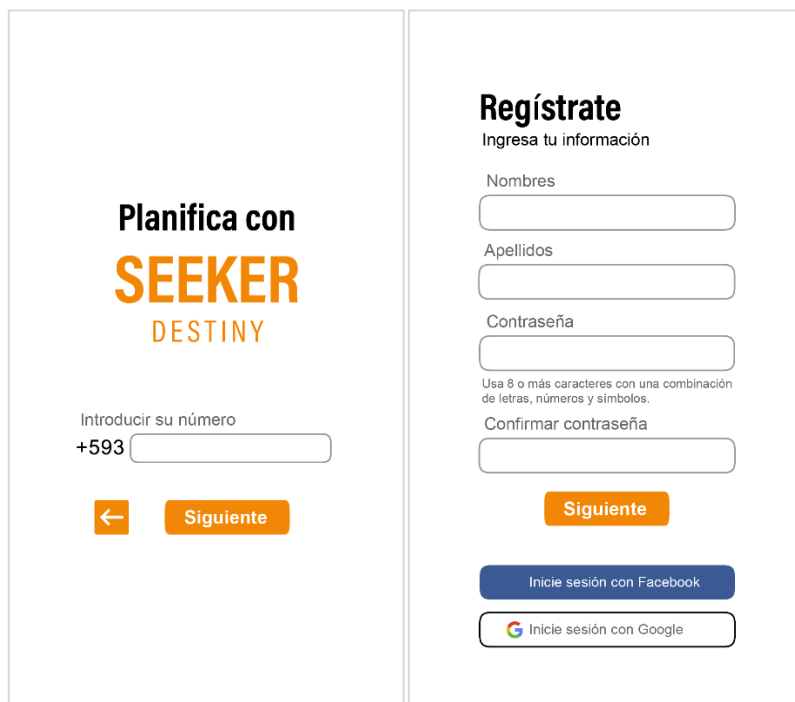 Planifica con
SEEKER
DESTINY
Introducir su número
+593
Siguiente
Regístrate
Ingresa tu información
Nombres
Apellidos
Contraseña
Usa 8 o más caracteres con una combinación
de letras, números y símbolos.
Confirmar contraseña
Siguiente
Inicie sesión con Facebook
Inicie sesión con Google